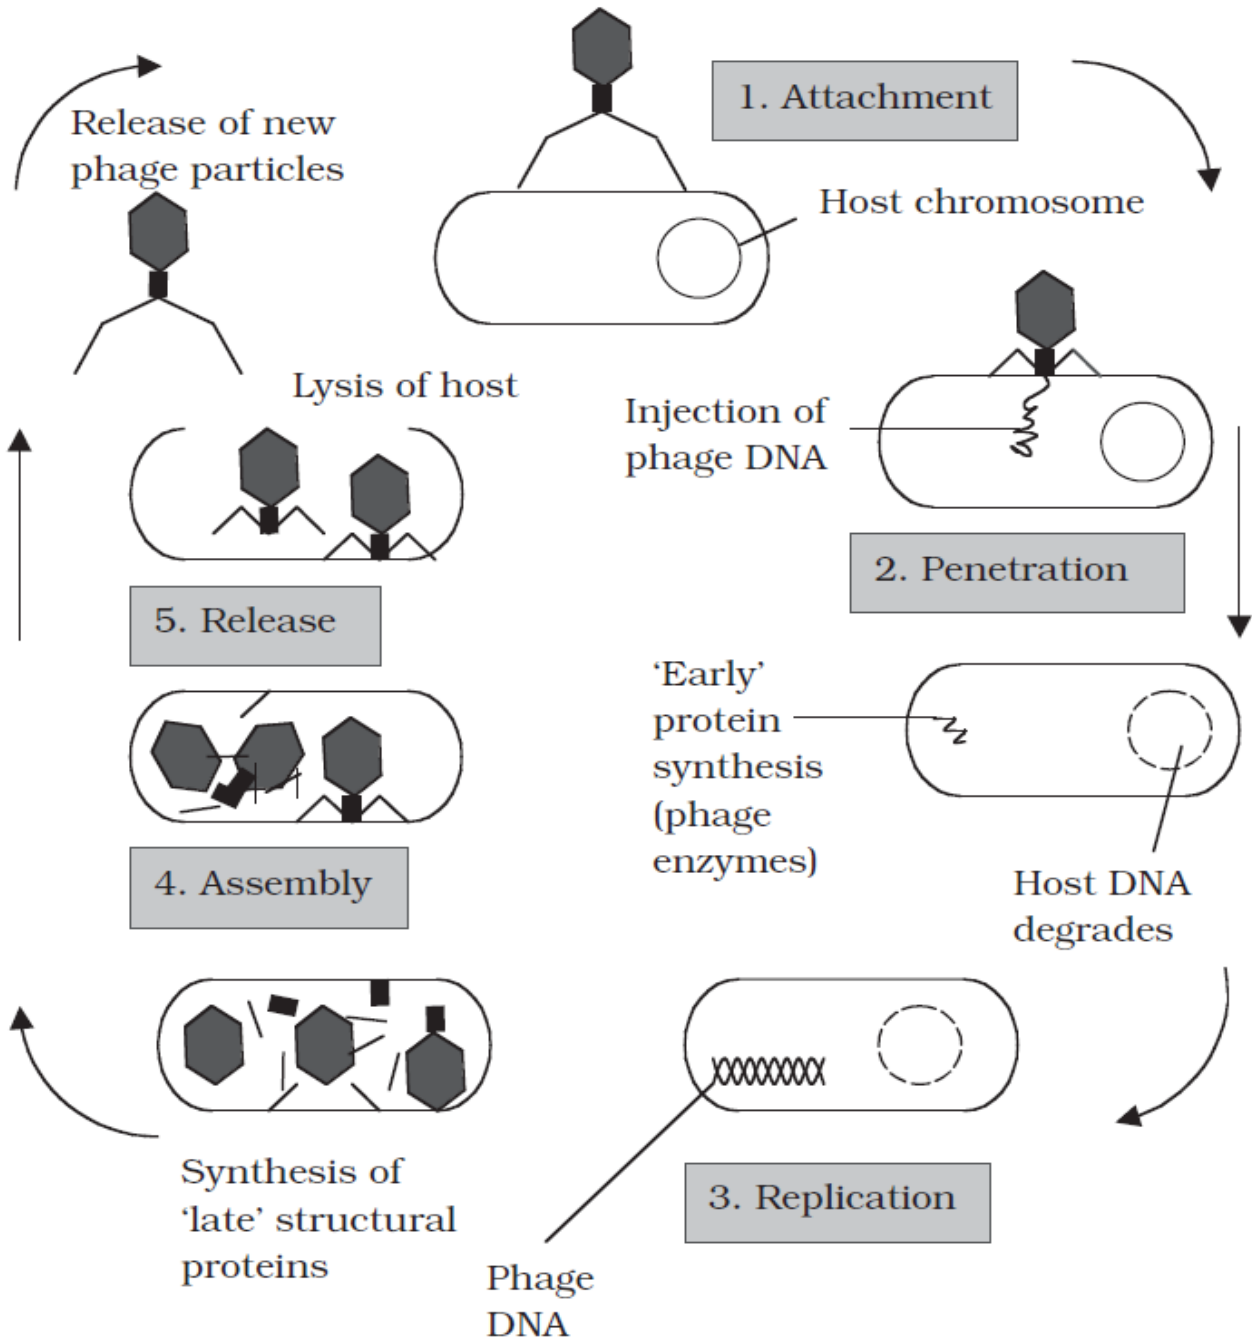 1. Attachment
Host chromosome
Injection of
phage DNA
2. Penetration
‘Early’
protein
synthesis
(phage
enzymes)
Host DNA
degrades
3. Replication
Phage
DNA
Synthesis of
‘late’ structural
proteins
4. Assembly
5. Release
Lysis of host
Release of new
phage particles